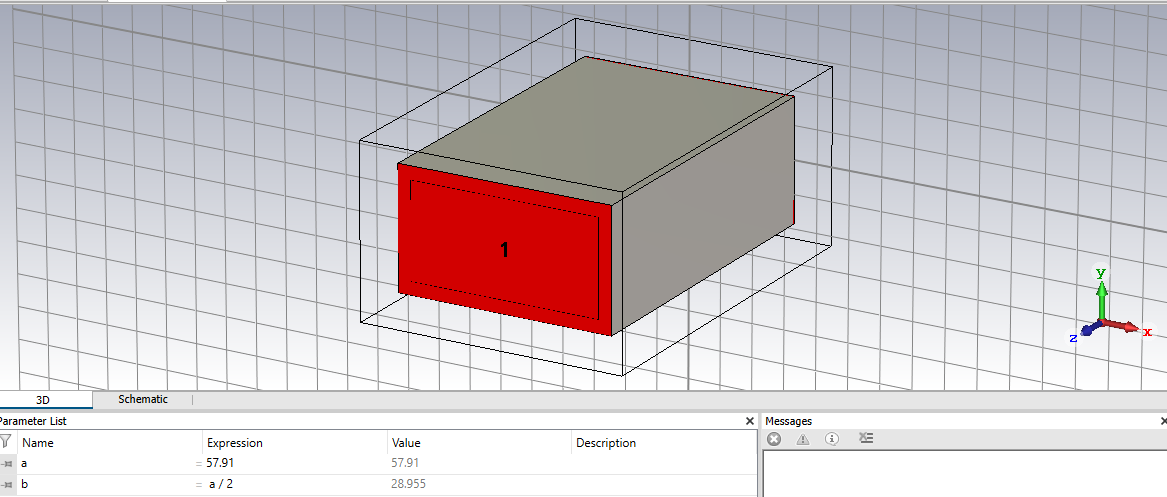 1
y
x
z
3D
Schematic
Parameter List
Messages
Name Expression Value Description
a = 57.91 57.91
b = a / 2 28.955